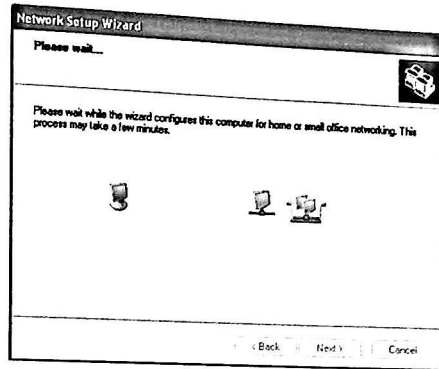 Network Setup Wizard
Please wait...
Please wait while the wizard configures this computer for home or small office networking. This
process may take a few minutes.
< Back
Next >
Cancel